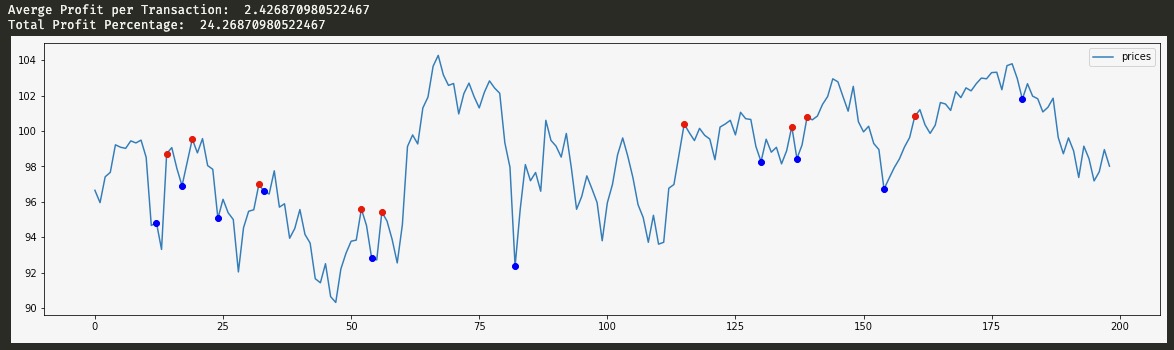 Averge Profit per Transaction:  2.426870980522467
Total Profit Percentage:  24.26870980522467
prices
104
102
100
98
96
94
92
90
0 25 50 75 100 125 150 175 200